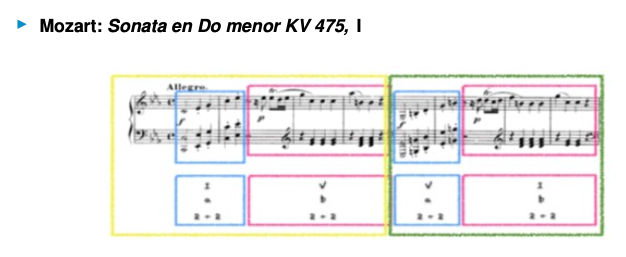 Mozart: Sonata en Do menor KV 475, I
Allegro.
f p f p
I V V I
a b a b
2 + 2 2 + 2 2 + 2 2 + 2